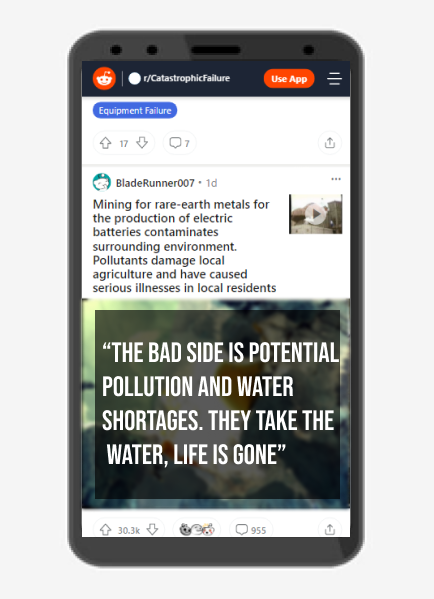 r/CatastrophicFailure
Use App
Equipment Failure
17
7
BladeRunner007 • 1d
Mining for rare-earth metals for
the production of electric
batteries contaminates
surrounding environment.
Pollutants damage local
agriculture and have caused
serious illnesses in local residents
“THE BAD SIDE IS POTENTIAL
POLLUTION AND WATER
SHORTAGES. THEY TAKE THE
WATER, LIFE IS GONE”
30.3k
955